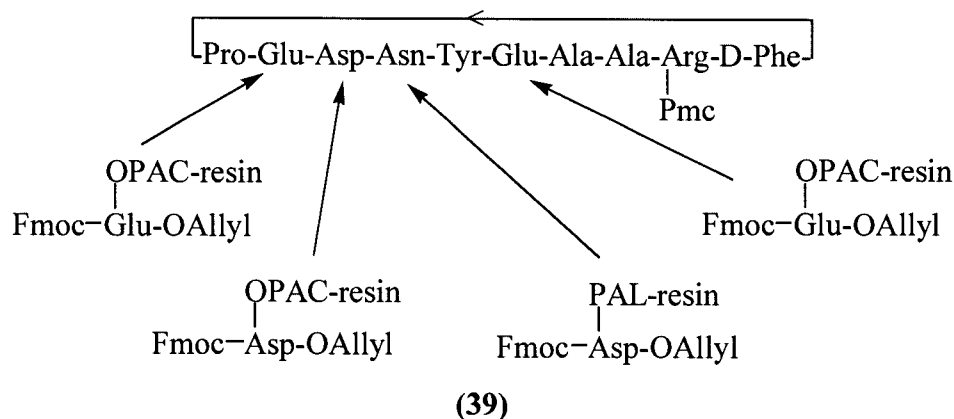 Pro-Glu-Asp-Asn-Tyr-Glu-Ala-Ala-Arg-D-Phe
Pmc
OPAC-resin
Fmoc-Glu-OAllyl
OPAC-resin
Fmoc-Glu-OAllyl
OPAC-resin
Fmoc-Asp-OAllyl
PAL-resin
Fmoc-Asp-OAllyl
(39)